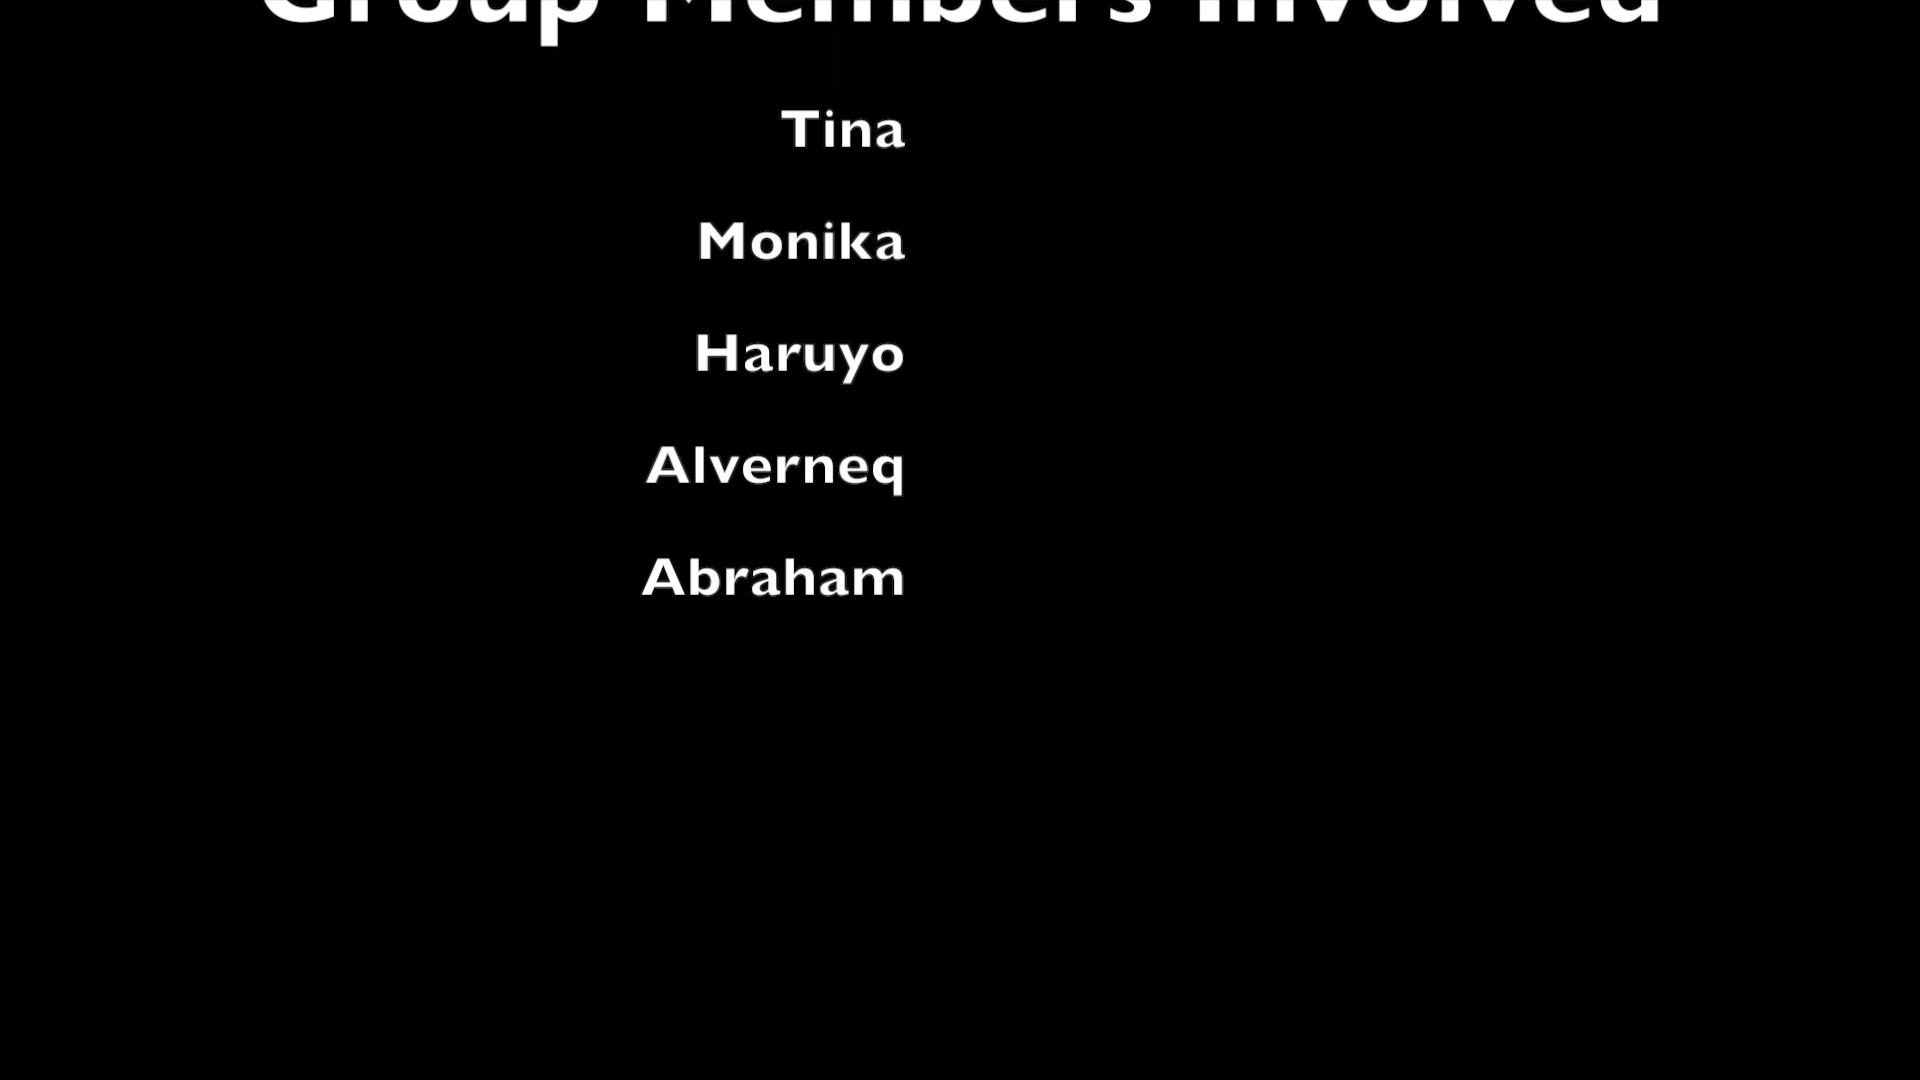 Group Members Involved
Tina
Monika
Haruyo
Alverneq
Abraham